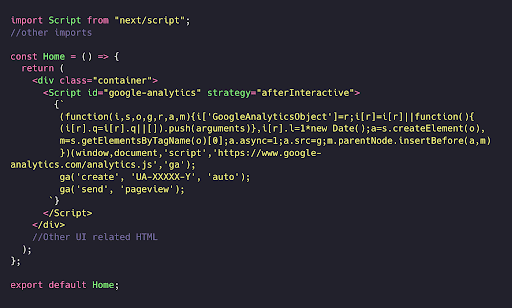 import Script from "next/script";
//other imports
const Home = () => {
return (
<div class="container">
<Script id="google-analytics" strategy="afterInteractive">
{`
(function(i,s,o,g,r,a,m){i['GoogleAnalyticsObject']=r;i[r]=i[r]||function(){
(i[r].q=i[r].q||[]).push(arguments)},i[r].l=1*new Date();a=s.createElement(o),
m=s.getElementsByTagName(o)[0];a.async=1;a.src=g;m.parentNode.insertBefore(a,m)
})(window,document,'script','https://www.google-
analytics.com/analytics.js','ga');
ga('create', 'UA-XXXXX-Y', 'auto');
ga('send', 'pageview');
`}
</Script>
</div>
//Other UI related HTML
);
};
export default Home;